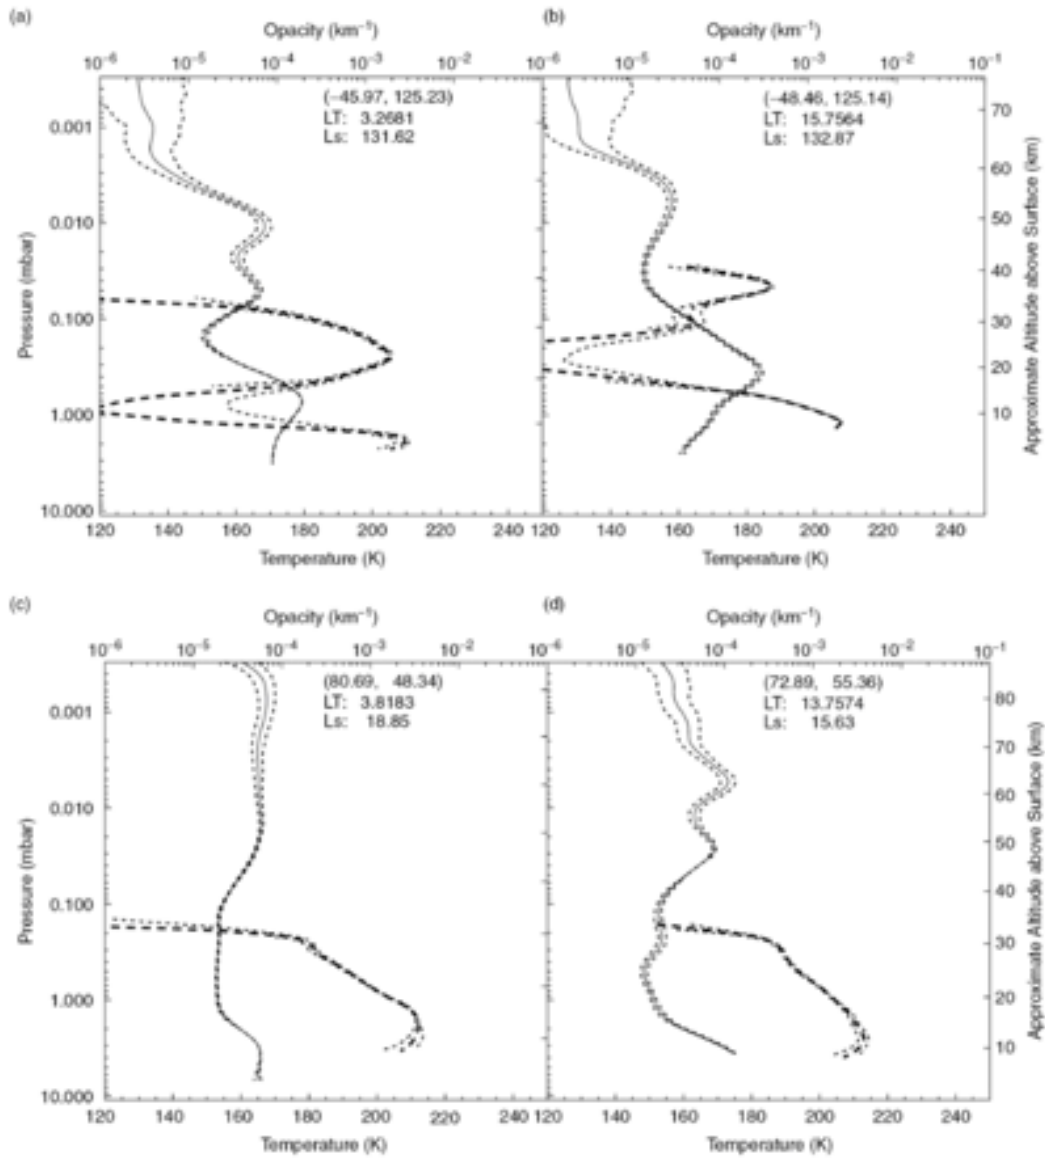 (a)
Opacity (km⁻¹)
10⁻⁶ 10⁻⁵ 10⁻⁴ 10⁻³ 10⁻²
(−45.97, 125.23)
LT: 3.2681
Ls: 131.62
0.001
0.010
0.100
1.000
10.000
Pressure (mbar)
120 140 160 180 200 220 240
Temperature (K)
(b)
Opacity (km⁻¹)
10⁻⁶ 10⁻⁵ 10⁻⁴ 10⁻³ 10⁻² 10⁻¹
(−48.46, 125.14)
LT: 15.7564
Ls: 132.87
70
60
50
40
30
20
10
Approximate Altitude above Surface (km)
120 140 160 180 200 220 240
Temperature (K)
(c)
Opacity (km⁻¹)
10⁻⁶ 10⁻⁵ 10⁻⁴ 10⁻³ 10⁻²
(80.69, 48.34)
LT: 3.8183
Ls: 18.85
0.001
0.010
0.100
1.000
10.000
Pressure (mbar)
120 140 160 180 200 220 240
Temperature (K)
(d)
Opacity (km⁻¹)
10⁻⁶ 10⁻⁵ 10⁻⁴ 10⁻³ 10⁻² 10⁻¹
(72.89, 55.36)
LT: 13.7574
Ls: 15.63
80
70
60
50
40
30
20
10
Approximate Altitude above Surface (km)
120 140 160 180 200 220 240
Temperature (K)